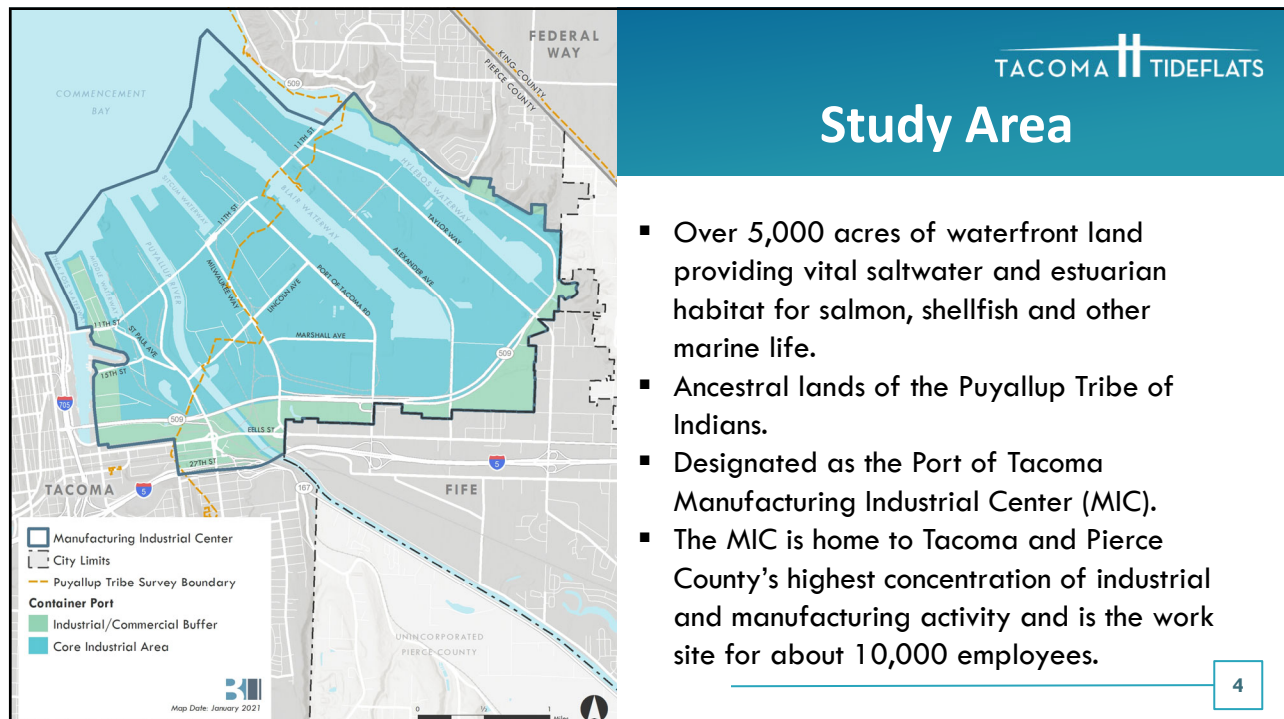 FEDERAL
WAY
KING COUNTY
PIERCE COUNTY
COMMENCEMENT
BAY
509
11TH ST.
HYLEBOS WATERWAY
SITCUM WATERWAY
BLAIR WATERWAY
11TH ST
TAYLOR WAY
PUYALLUP RIVER
MIDDLE WATERWAY
MILWAUKEE WAY
LINCOLN AVE
PORT OF TACOMA RD
ALEXANDER AVE
11TH ST
ST PAUL AVE
MARSHALL AVE
509
15TH ST
705
509
EELLS ST
27TH ST
5
5
TACOMA
167
FIFE
UNINCORPORATED
PIERCE COUNTY
Manufacturing Industrial Center
City Limits
Puyallup Tribe Survey Boundary
Container Port
Industrial/Commercial Buffer
Core Industrial Area
Map Date: January 2021
0 ½ 1
Miles
TACOMA TIDEFLATS
Study Area
▪ Over 5,000 acres of waterfront land
providing vital saltwater and estuarian
habitat for salmon, shellfish and other
marine life.
▪ Ancestral lands of the Puyallup Tribe of
Indians.
▪ Designated as the Port of Tacoma
Manufacturing Industrial Center (MIC).
▪ The MIC is home to Tacoma and Pierce
County’s highest concentration of industrial
and manufacturing activity and is the work
site for about 10,000 employees.
4